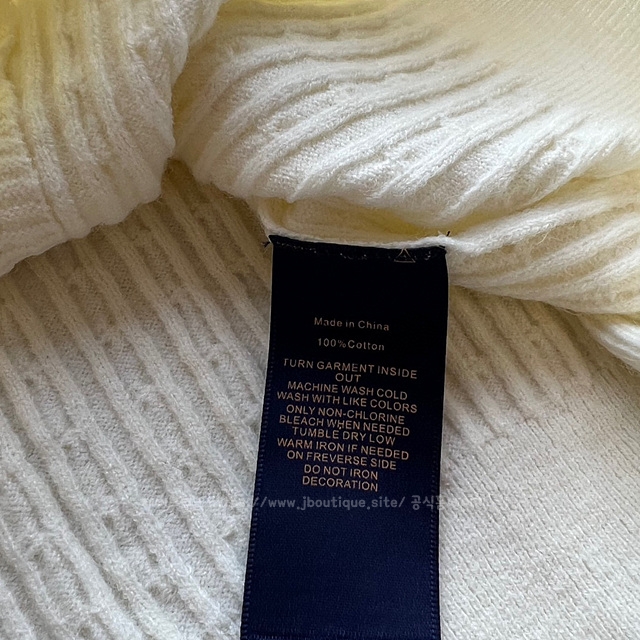 Made in China
100%Cotton
TURN GARMENT INSIDE
OUT
MACHINE WASH COLD
WASH WITH LIKE COLORS
ONLY NON-CHLORINE
BLEACH WHEN NEEDED
TUMBLE DRY LOW
WARM IRON IF NEEDED
ON FREVERSE SIDE
DO NOT IRON
DECORATION
//www.jboutique.site/ 공식